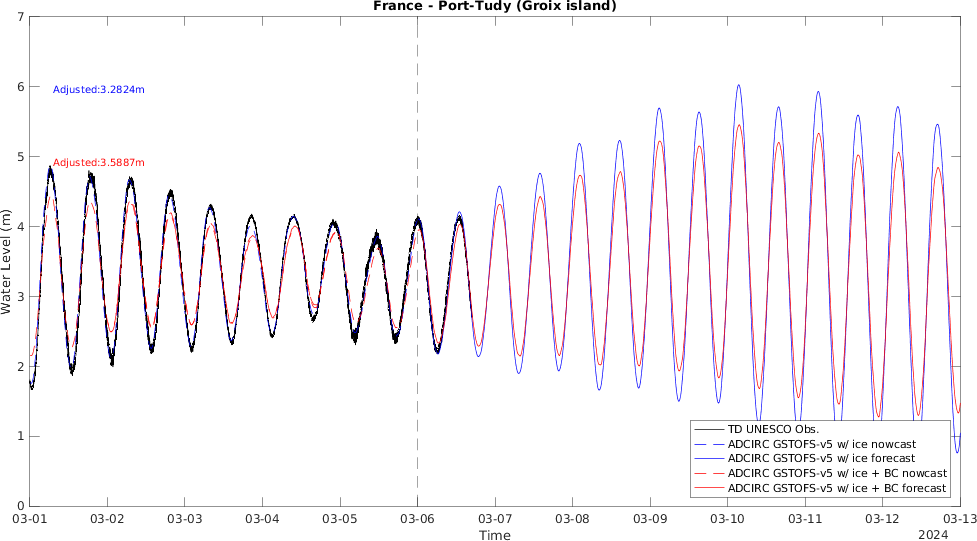 France - Port-Tudy (Groix island)
7
6
5
4
3
2
1
0
Water Level (m)
Adjusted:3.2824m
Adjusted:3.5887m
TD UNESCO Obs.
ADCIRC GSTOFS-v5 w/ ice nowcast
ADCIRC GSTOFS-v5 w/ ice forecast
ADCIRC GSTOFS-v5 w/ ice + BC nowcast
ADCIRC GSTOFS-v5 w/ ice + BC forecast
03-01 03-02 03-03 03-04 03-05 03-06 03-07 03-08 03-09 03-10 03-11 03-12 03-13
Time
2024